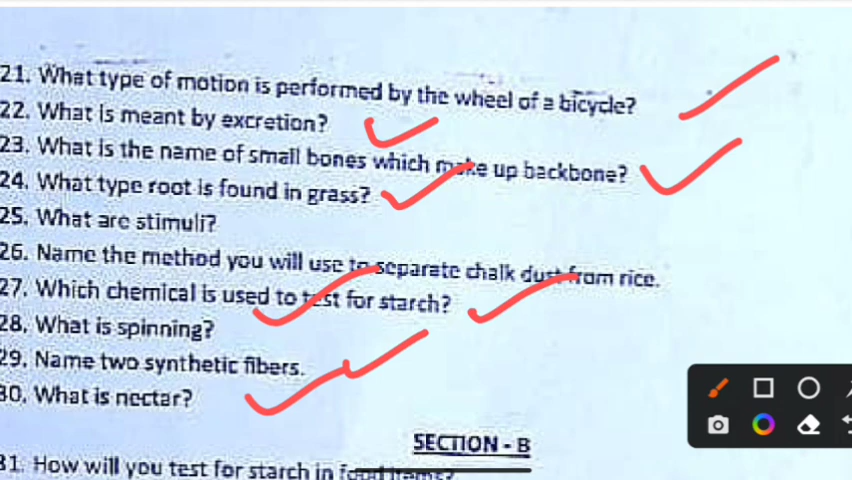 21. What type of motion is performed by the wheel of a bicycle?
22. What is meant by excretion?
23. What is the name of small bones which make up backbone?
24. What type root is found in grass?
25. What are stimuli?
26. Name the method you will use to separate chalk dust from rice.
27. Which chemical is used to test for starch?
28. What is spinning?
29. Name two synthetic fibers.
30. What is nectar?
SECTION - B
31. How will you test for starch in food items?